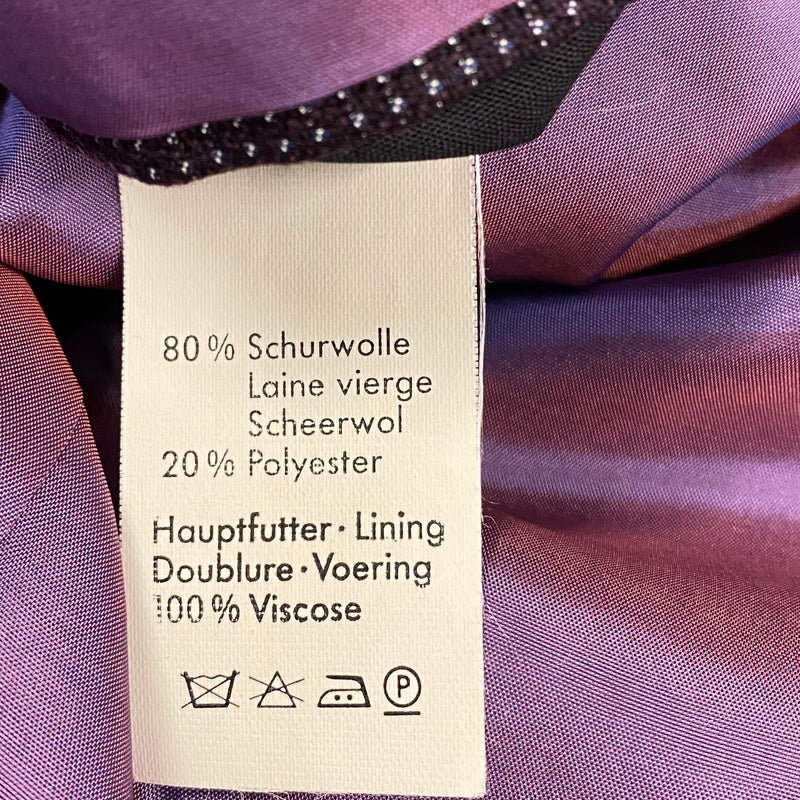 80% Schurwolle
Laine vierge
Scheerwol
20% Polyester
Hauptfutter · Lining
Doublure · Voering
100% Viscose
P